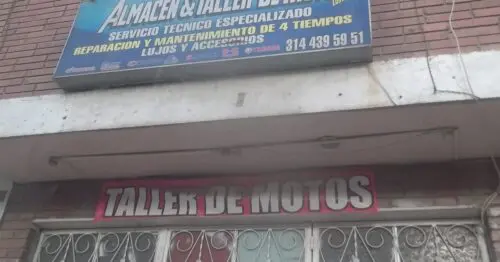 ALMACEN & TALLER DE
SERVICIO TECNICO ESPECIALIZADO
REPARACION Y MANTENIMIENTO DE 4 TIEMPOS
LUJOS Y ACCESORIOS
314 439 59 51
TALLER DE MOTOS